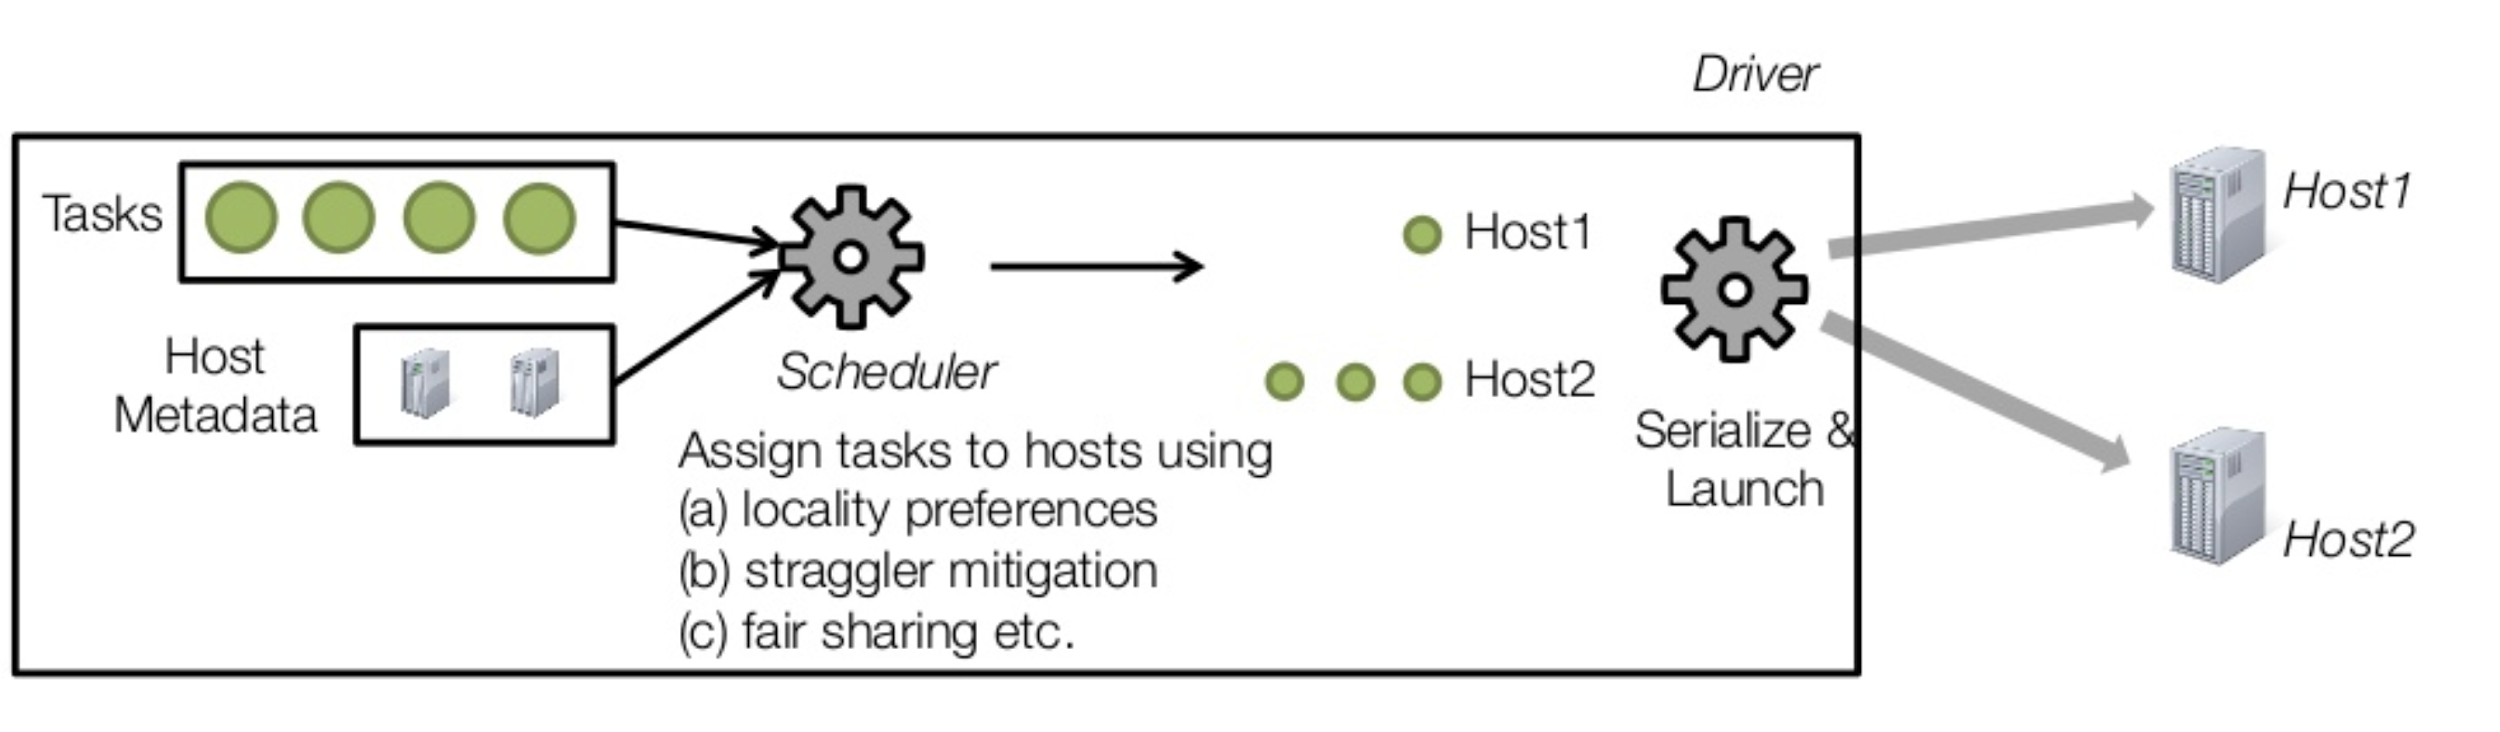 Driver
Tasks
Host
Metadata
Scheduler
Assign tasks to hosts using
(a) locality preferences
(b) straggler mitigation
(c) fair sharing etc.
Host1
Host2
Serialize &
Launch
Host1
Host2